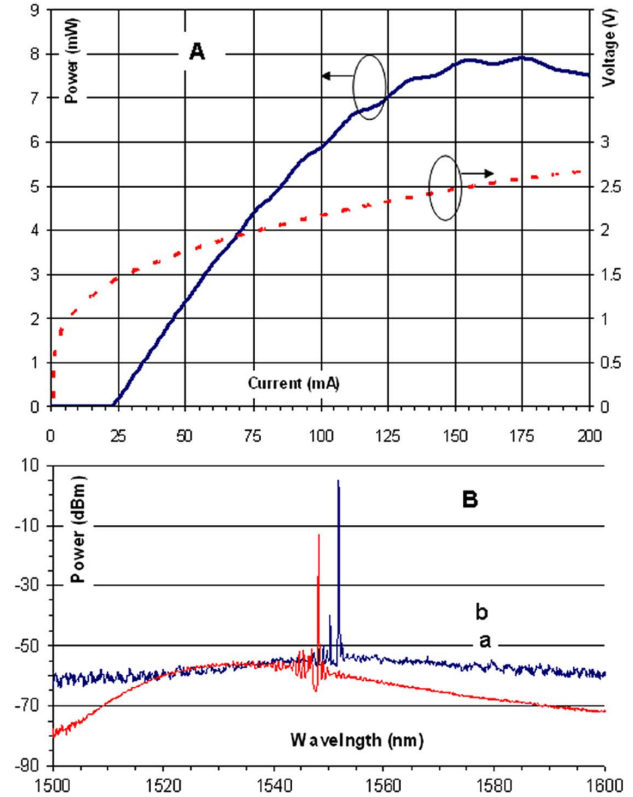 Power (mW)
A
Voltage (V)
9
8
7
6
5
4
3
2
1
0
3
2.5
2
1.5
1
0.5
0
Current (mA)
0 25 50 75 100 125 150 175 200
Power (dBm)
B
b
a
10
-10
-30
-50
-70
-90
Wavelngth (nm)
1500 1520 1540 1560 1580 1600